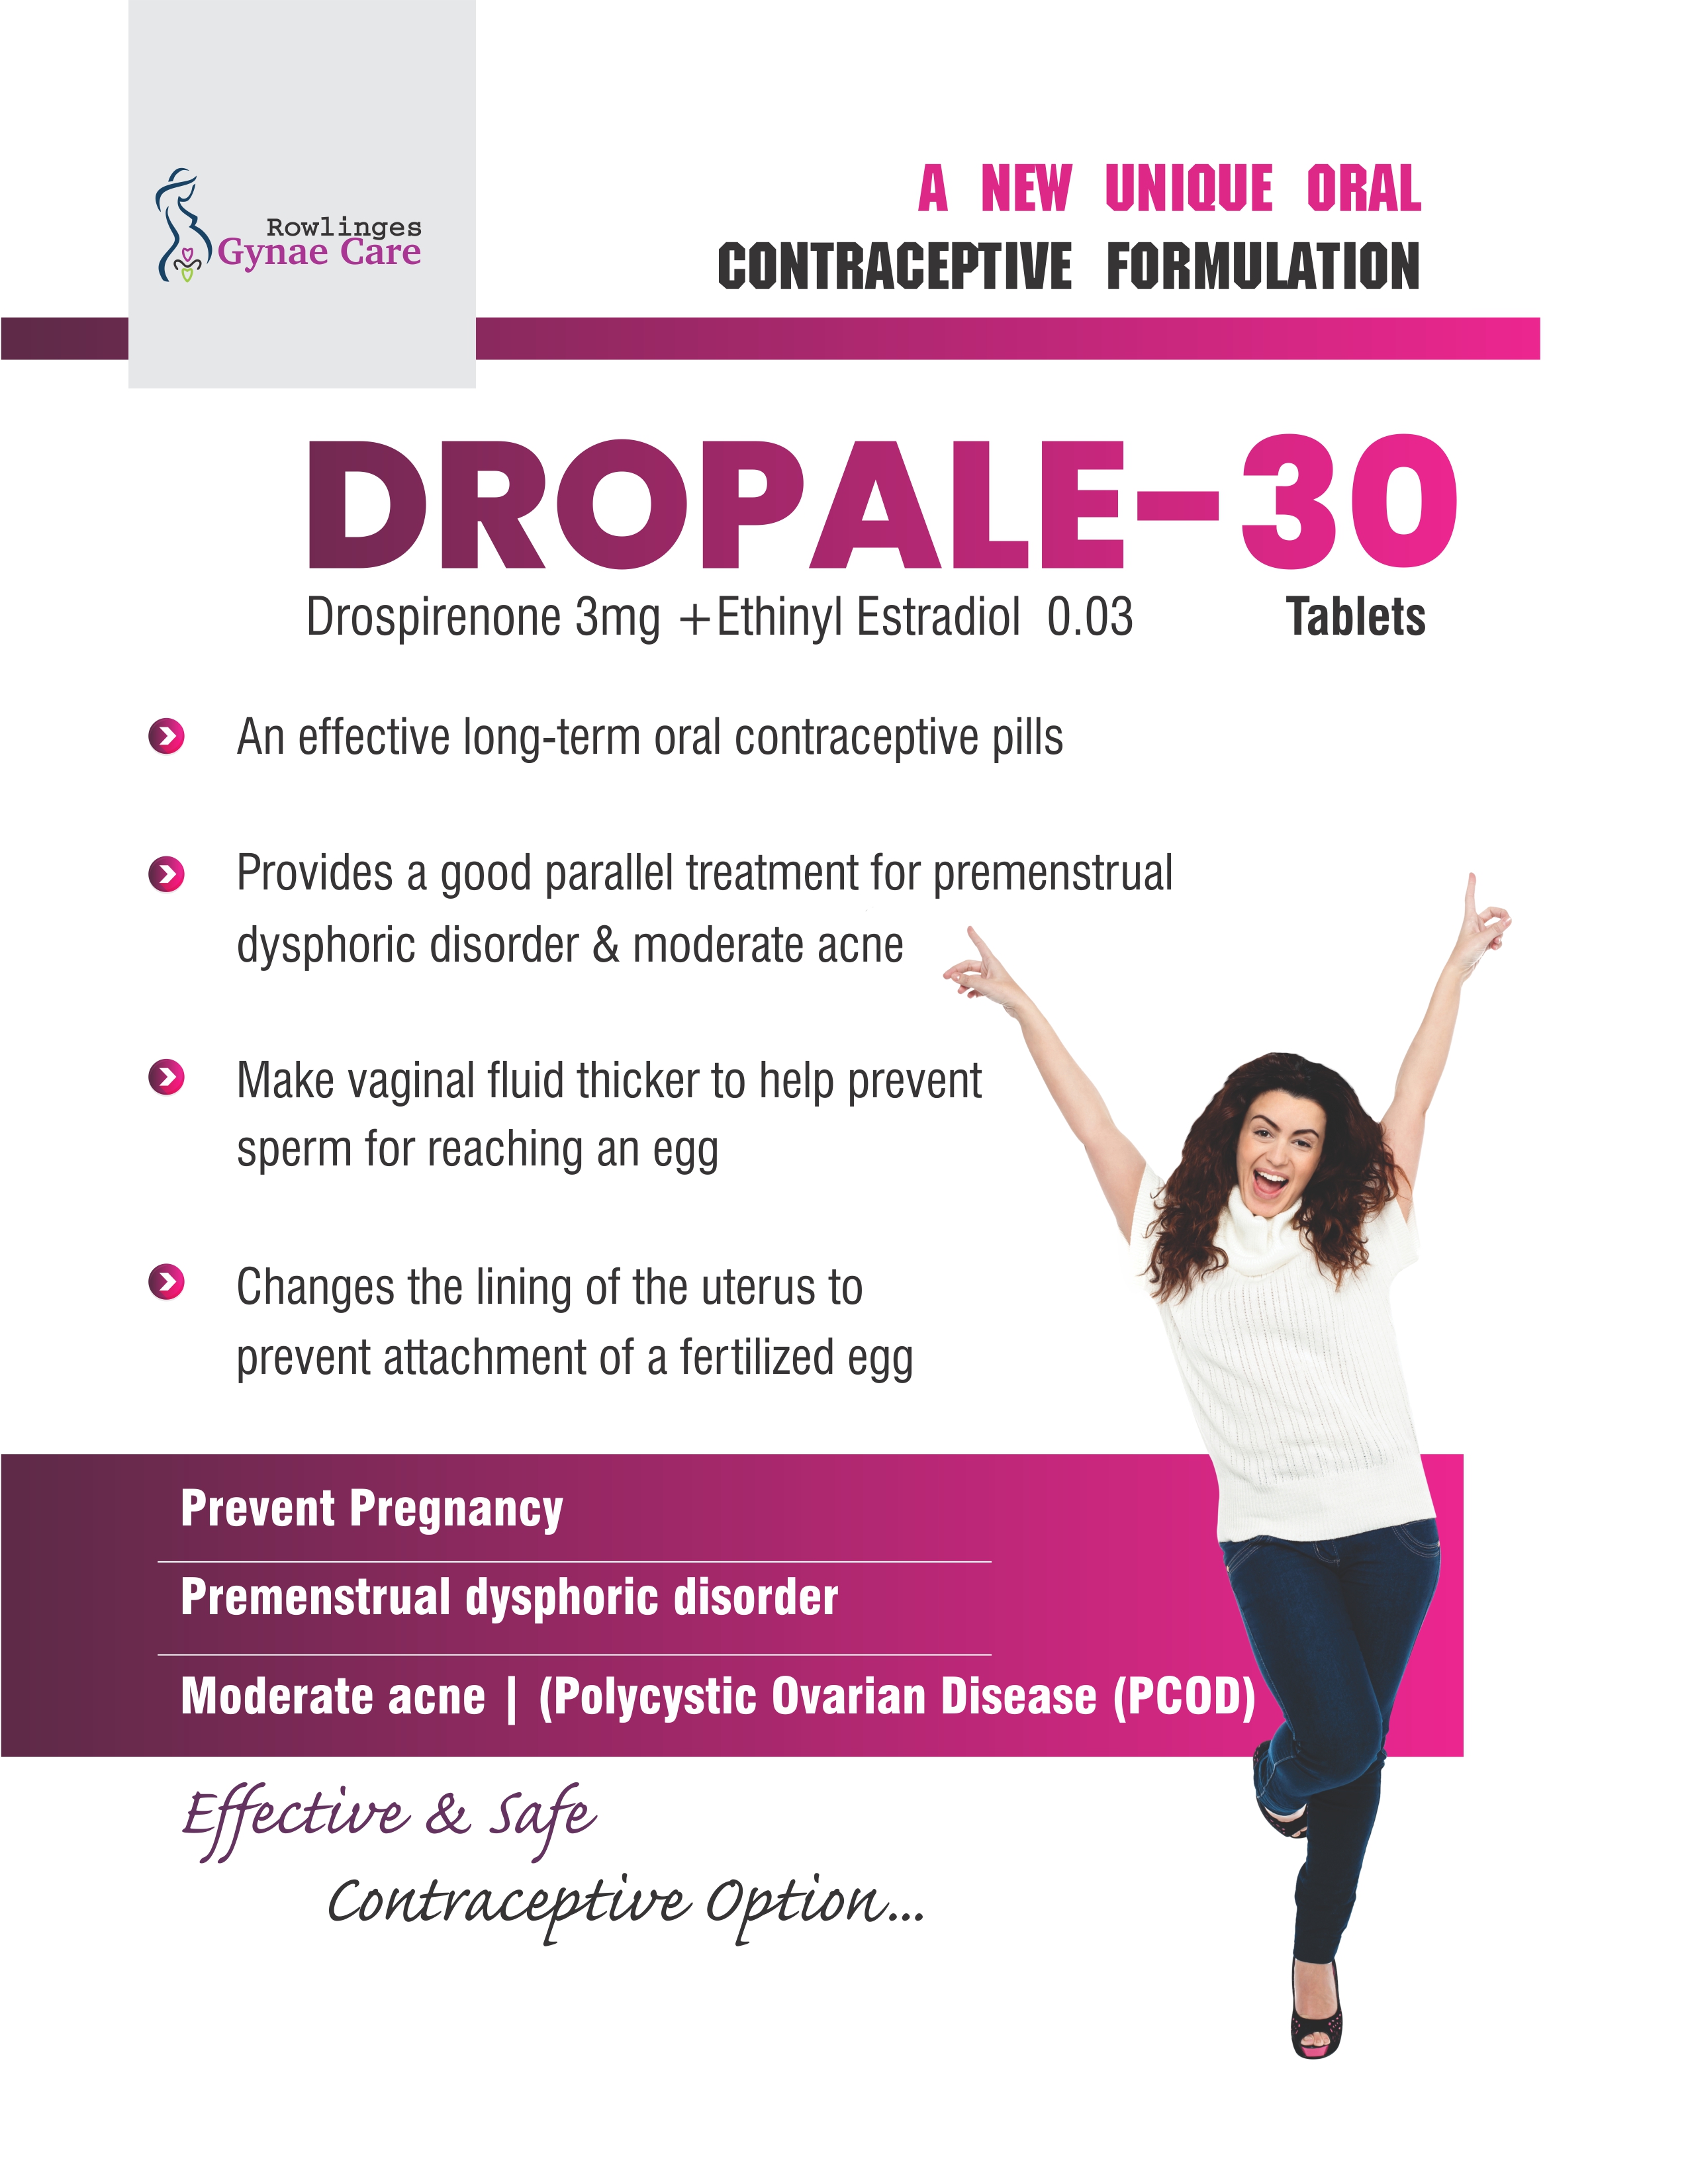 Rowlinges
Gynae Care
A NEW UNIQUE ORAL
CONTRACEPTIVE FORMULATION
DROPALE-30
Drospirenone 3mg +Ethinyl Estradiol 0.03 Tablets
An effective long-term oral contraceptive pills
Provides a good parallel treatment for premenstrual
dysphoric disorder & moderate acne
Make vaginal fluid thicker to help prevent
sperm for reaching an egg
Changes the lining of the uterus to
prevent attachment of a fertilized egg
Prevent Pregnancy
Premenstrual dysphoric disorder
Moderate acne | (Polycystic Ovarian Disease (PCOD)
Effective & Safe
Contraceptive Option...